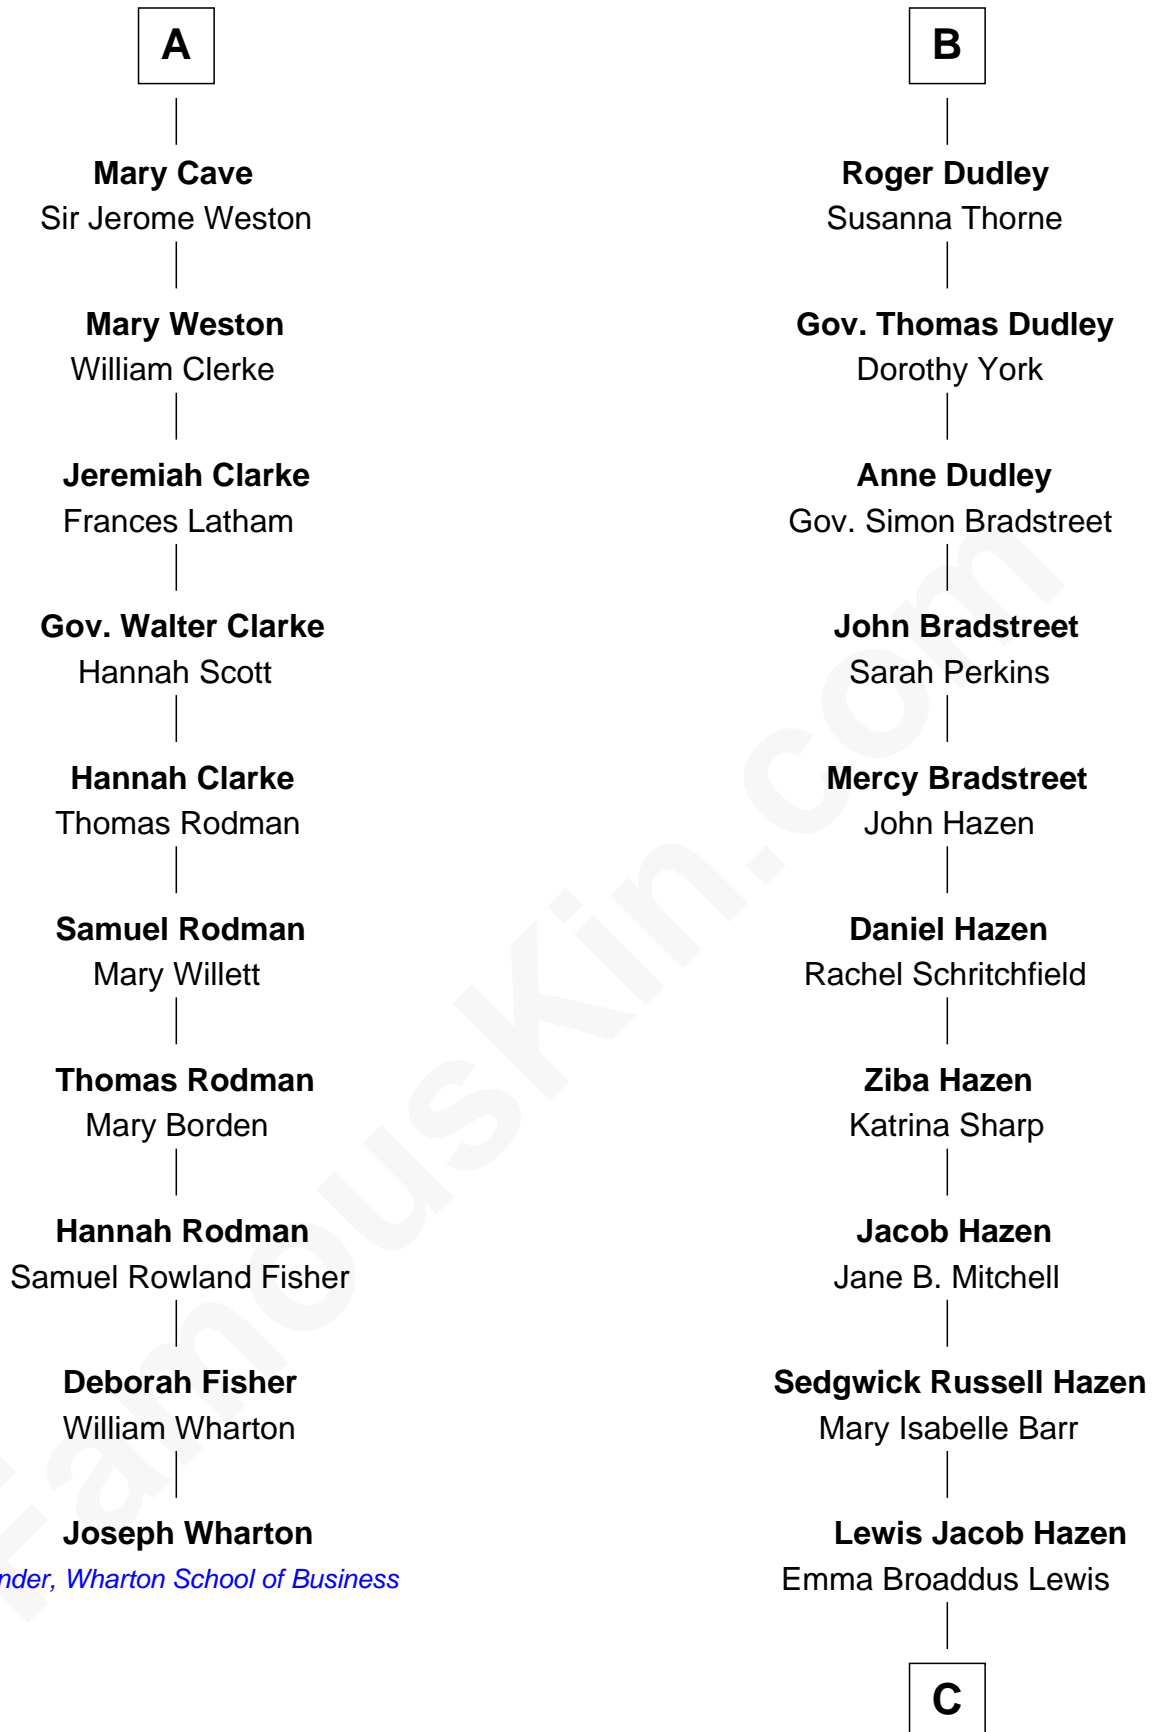 A
Mary Cave
Sir Jerome Weston
Mary Weston
William Clerke
Jeremiah Clarke
Frances Latham
Gov. Walter Clarke
Hannah Scott
Hannah Clarke
Thomas Rodman
Samuel Rodman
Mary Willett
Thomas Rodman
Mary Borden
Hannah Rodman
Samuel Rowland Fisher
Deborah Fisher
William Wharton
Joseph Wharton
nder, Wharton School of Business
B
Roger Dudley
Susanna Thorne
Gov. Thomas Dudley
Dorothy York
Anne Dudley
Gov. Simon Bradstreet
John Bradstreet
Sarah Perkins
Mercy Bradstreet
John Hazen
Daniel Hazen
Rachel Schritchfield
Ziba Hazen
Katrina Sharp
Jacob Hazen
Jane B. Mitchell
Sedgwick Russell Hazen
Mary Isabelle Barr
Lewis Jacob Hazen
Emma Broaddus Lewis
C
FamousKin.com